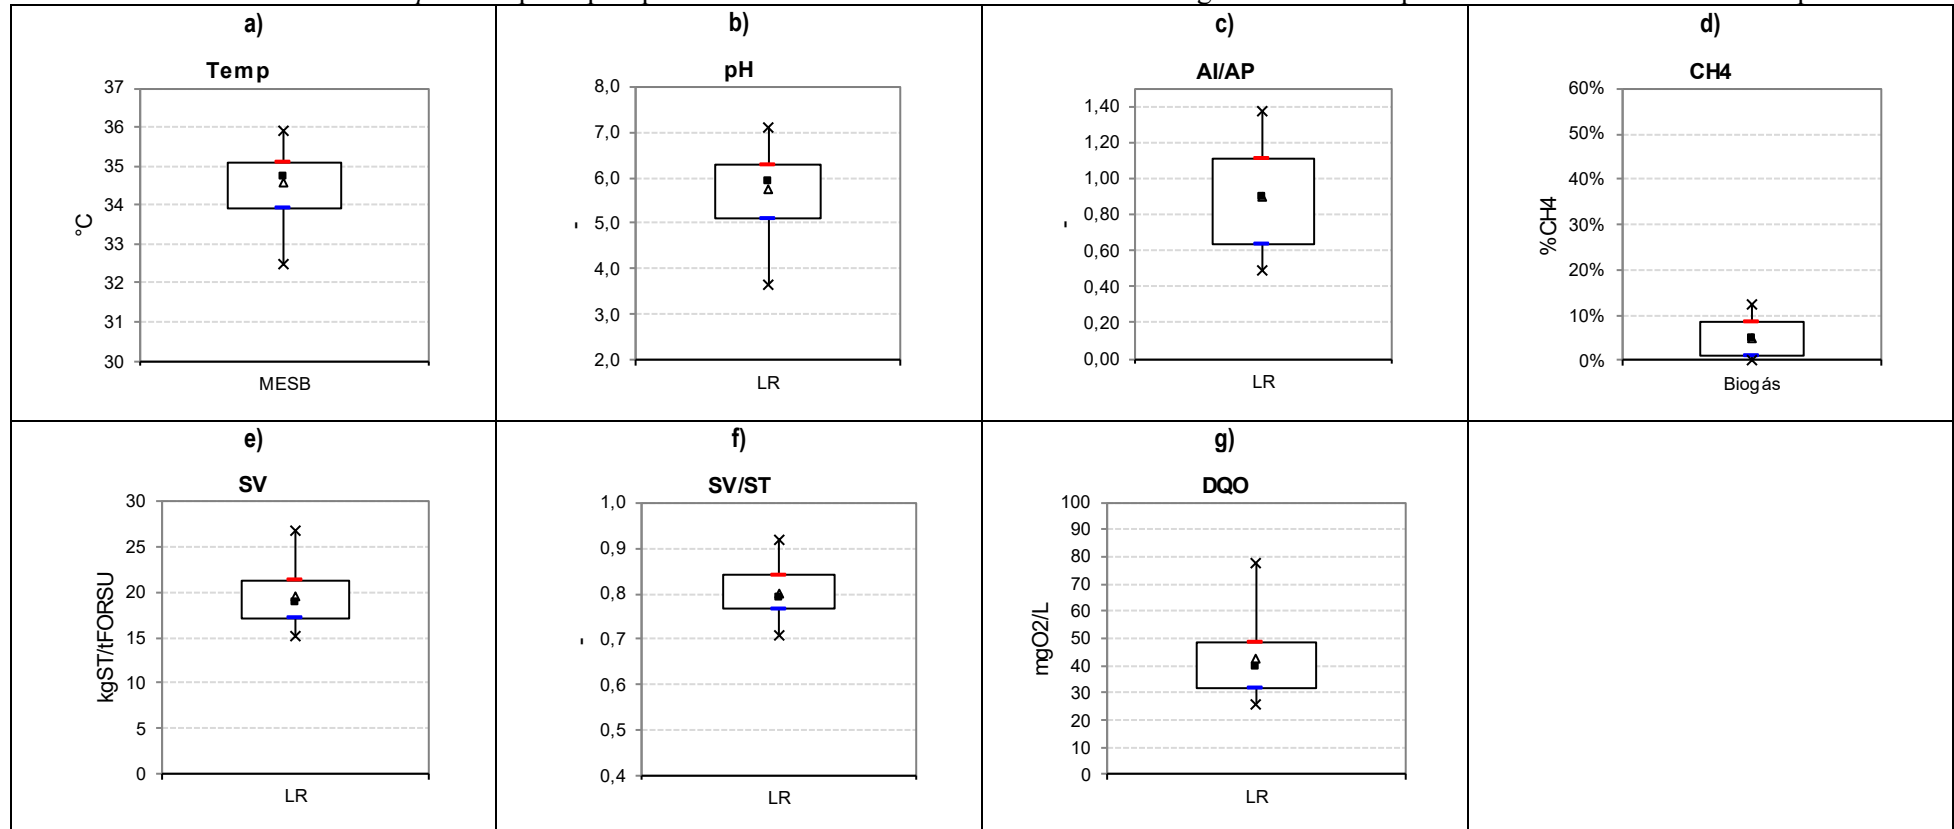 a)
Temp
37
36
35
34
33
32
31
30
°C
MESB
b)
pH
8,0
7,0
6,0
5,0
4,0
3,0
2,0
-
LR
c)
AI/AP
1,40
1,20
1,00
0,80
0,60
0,40
0,20
0,00
-
LR
d)
CH4
60%
50%
40%
30%
20%
10%
0%
%CH4
Biogás
e)
SV
30
25
20
15
10
5
0
kgST/tFORSU
LR
f)
SV/ST
1,0
0,9
0,8
0,7
0,6
0,5
0,4
-
LR
g)
DQO
100
90
80
70
60
50
40
30
20
10
0
mgO2/L
LR